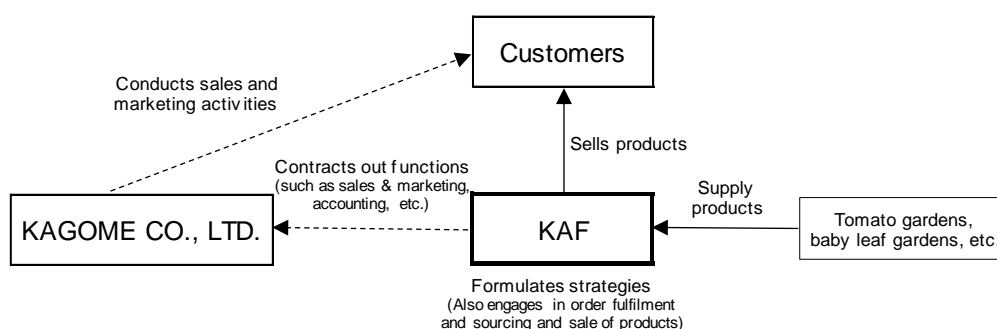 Customers
Conducts sales and
marketing activities
Sells products
Contracts out functions
(such as sales & marketing,
accounting, etc.)
Supply
products
KAGOME CO., LTD.
KAF
Tomato gardens,
baby leaf gardens, etc.
Formulates strategies
(Also engages in order fulfilment
and sourcing and sale of products)